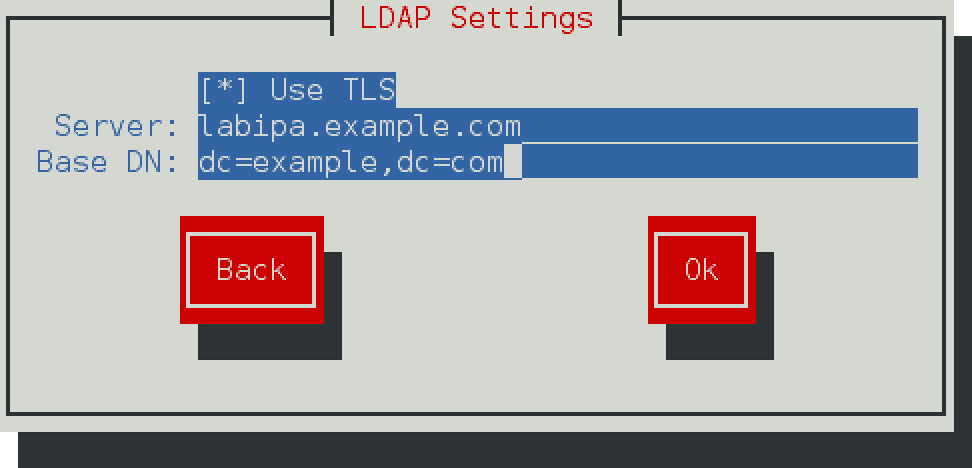 LDAP Settings
[*] Use TLS
Server: labipa.example.com
Base DN: dc=example,dc=com
Back Ok